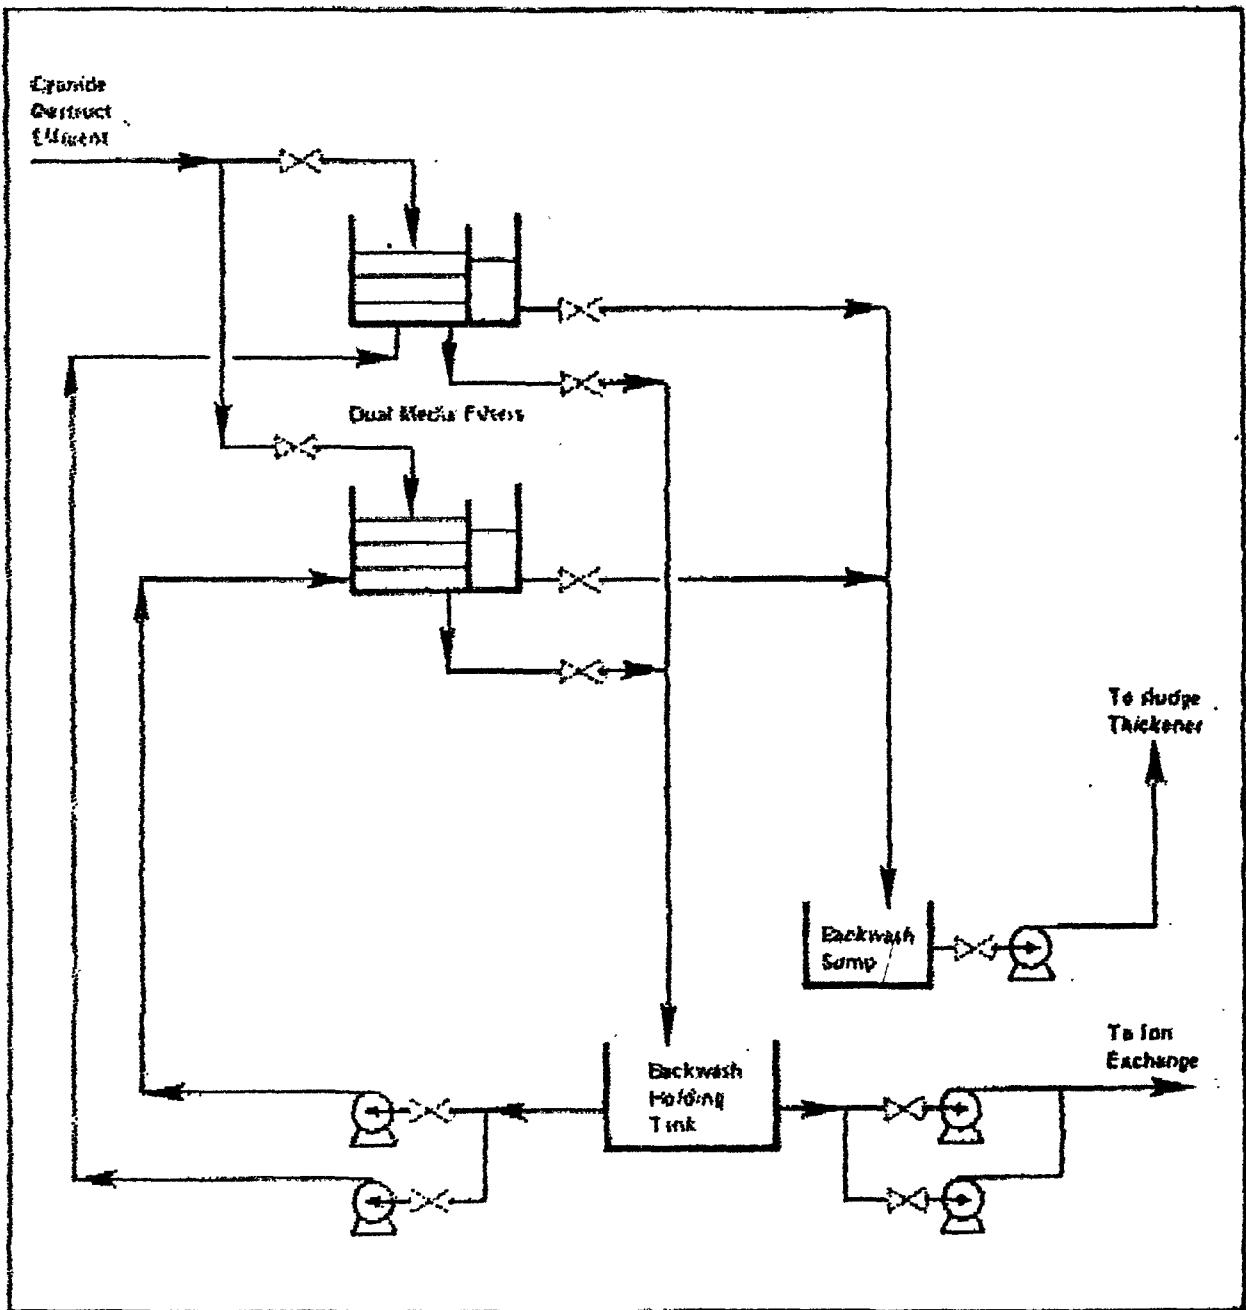 Cyanide
Destruct
Effluent
Dual Media Filters
To Sludge
Thickener
Backwash
Sump
To Ion
Exchange
Backwash
Holding
Tank